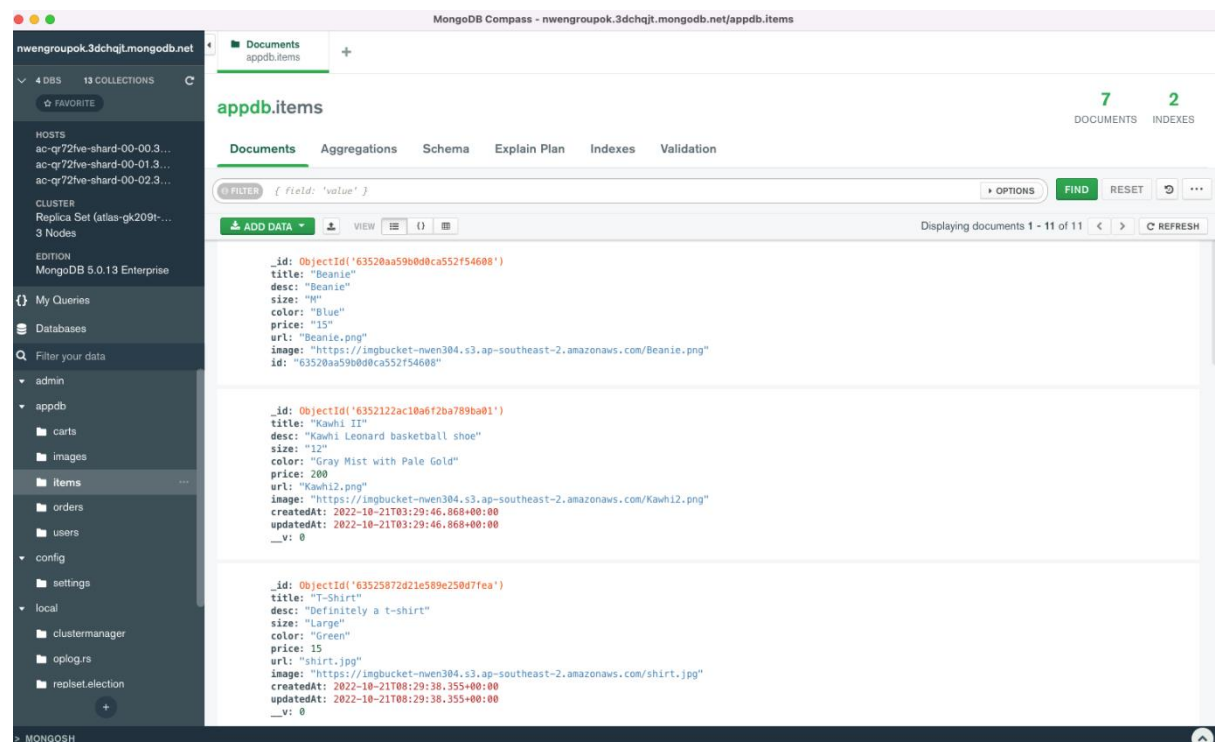 MongoDB Compass - nwengroupok.3dchqjt.mongodb.net/appdb.items
nwengroupok.3dchqjt.mongodb.net
Documents
appdb.items
+
4 DBS 13 COLLECTIONS
FAVORITE
HOSTS
ac-qr72fve-shard-00-00.3...
ac-qr72fve-shard-00-01.3...
ac-qr72fve-shard-00-02.3...
CLUSTER
Replica Set (atlas-gk209t-...
3 Nodes
EDITION
MongoDB 5.0.13 Enterprise
{} My Queries
Databases
Filter your data
admin
appdb
carts
images
items ...
orders
users
config
settings
local
clustermanager
oplog.rs
replset.election
+
appdb.items
7 DOCUMENTS
2 INDEXES
Documents Aggregations Schema Explain Plan Indexes Validation
FILTER { field: 'value' } OPTIONS FIND RESET ...
ADD DATA VIEW {} Displaying documents 1 - 11 of 11 < > REFRESH
_id: ObjectId('63520aa59b0d0ca552f54608')
title: "Beanie"
desc: "Beanie"
size: "M"
color: "Blue"
price: "15"
url: "Beanie.png"
image: "https://imgbucket-nwen304.s3.ap-southeast-2.amazonaws.com/Beanie.png"
id: "63520aa59b0d0ca552f54608"
_id: ObjectId('6352122ac10a6f2ba789ba01')
title: "Kawhi II"
desc: "Kawhi Leonard basketball shoe"
size: "12"
color: "Gray Mist with Pale Gold"
price: 200
url: "Kawhi2.png"
image: "https://imgbucket-nwen304.s3.ap-southeast-2.amazonaws.com/Kawhi2.png"
createdAt: 2022-10-21T03:29:46.868+00:00
updatedAt: 2022-10-21T03:29:46.868+00:00
__v: 0
_id: ObjectId('63525872d21e589e250d7fea')
title: "T-Shirt"
desc: "Definitely a t-shirt"
size: "Large"
color: "Green"
price: 15
url: "shirt.jpg"
image: "https://imgbucket-nwen304.s3.ap-southeast-2.amazonaws.com/shirt.jpg"
createdAt: 2022-10-21T08:29:38.355+00:00
updatedAt: 2022-10-21T08:29:38.355+00:00
__v: 0
> MONGOSH